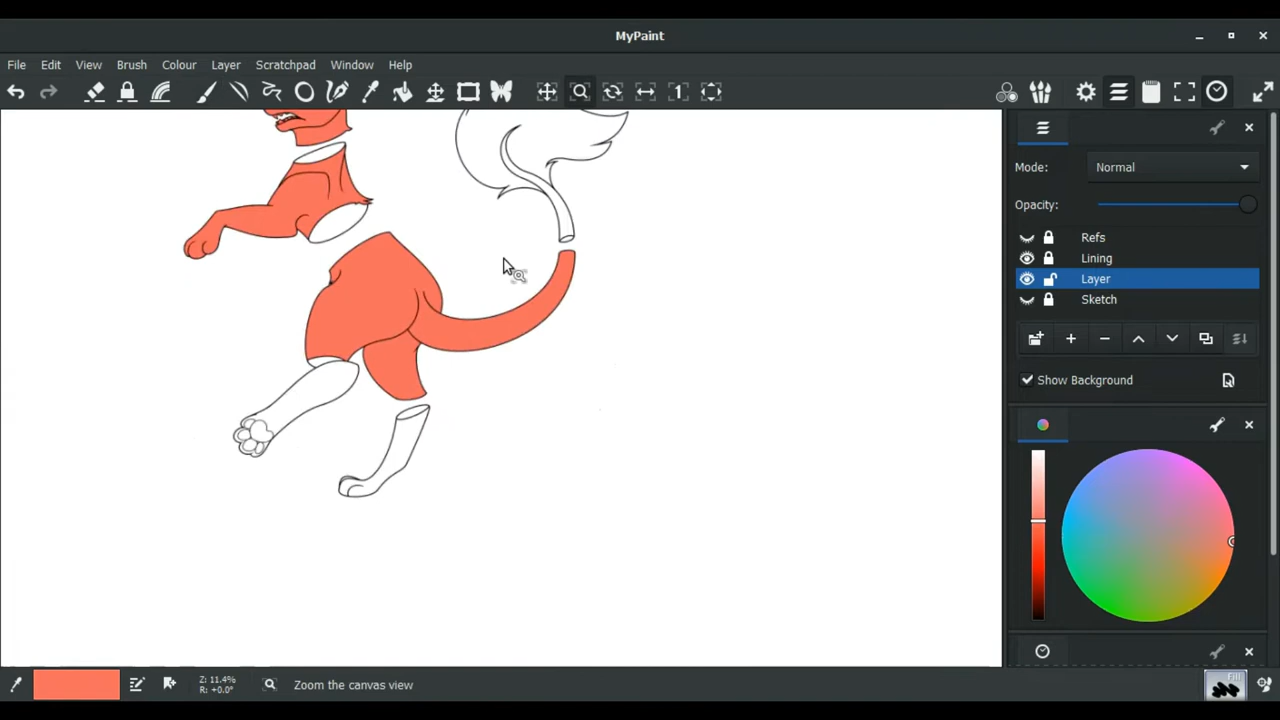 MyPaint
File Edit View Brush Colour Layer Scratchpad Window Help
Mode: Normal
Opacity:
Refs
Lining
Layer
Sketch
Show Background
Z: 11.4%
R: +0.0°
Zoom the canvas view
Fill